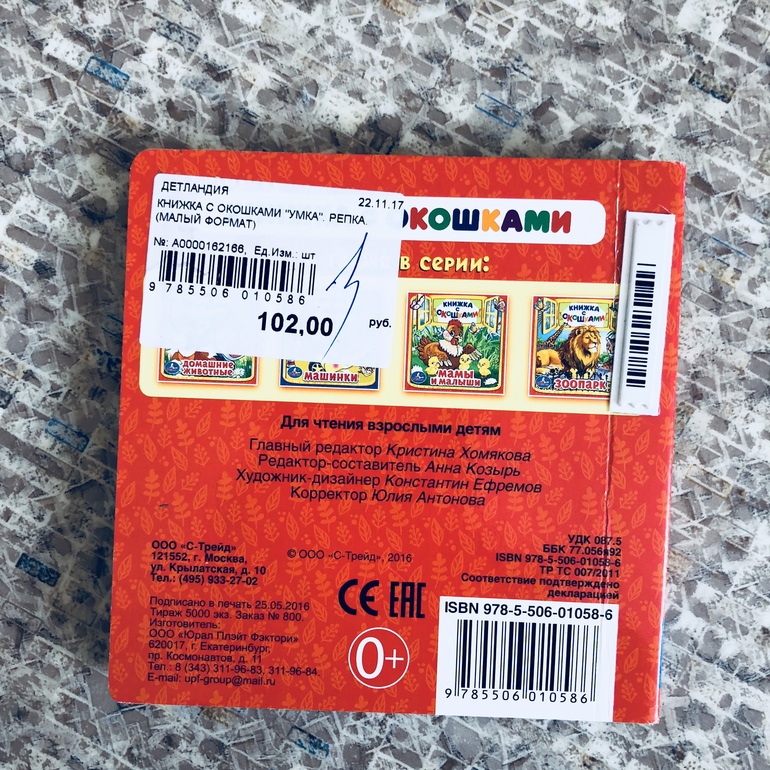 ДЕТЛАНДИЯ
22.11.17
КНИЖКА С ОКОШКАМИ "УМКА". РЕПКА.
(МАЛЫЙ ФОРМАТ)
№: А0000162166, Ед.Изм.: шт
9 785506 010586
102,00 руб.
ОКОШКАМИ
в серии:
ДОМАШНИЕ ЖИВОТНЫЕ
МАШИНКИ
КНИЖКА С ОКОШКАМИ
МАМЫ И МАЛЫШИ
КНИЖКА С ОКОШКАМИ
ЗООПАРК
Для чтения взрослыми детям
Главный редактор Кристина Хомякова
Редактор-составитель Анна Козырь
Художник-дизайнер Константин Ефремов
Корректор Юлия Антонова
ООО «С-Трейд»
121552, г. Москва,
ул. Крылатская, д. 10
Тел.: (495) 933-27-02
© ООО «С-Трейд», 2016
УДК 087.5
ББК 77.056я92
ISBN 978-5-506-01058-6
ТР ТС 007/2011
Соответствие подтверждено
декларацией
Подписано в печать 25.05.2016
Тираж 5000 экз. Заказ № 800.
Изготовитель:
ООО «Юрал Плэйт Фэктори»
620017, г. Екатеринбург,
пр. Космонавтов, д. 11
Тел.: 8 (343) 311-96-83, 311-96-84
E-mail: upf-group@mail.ru
CE EAC
0+
ISBN 978-5-506-01058-6
9 785506 010586